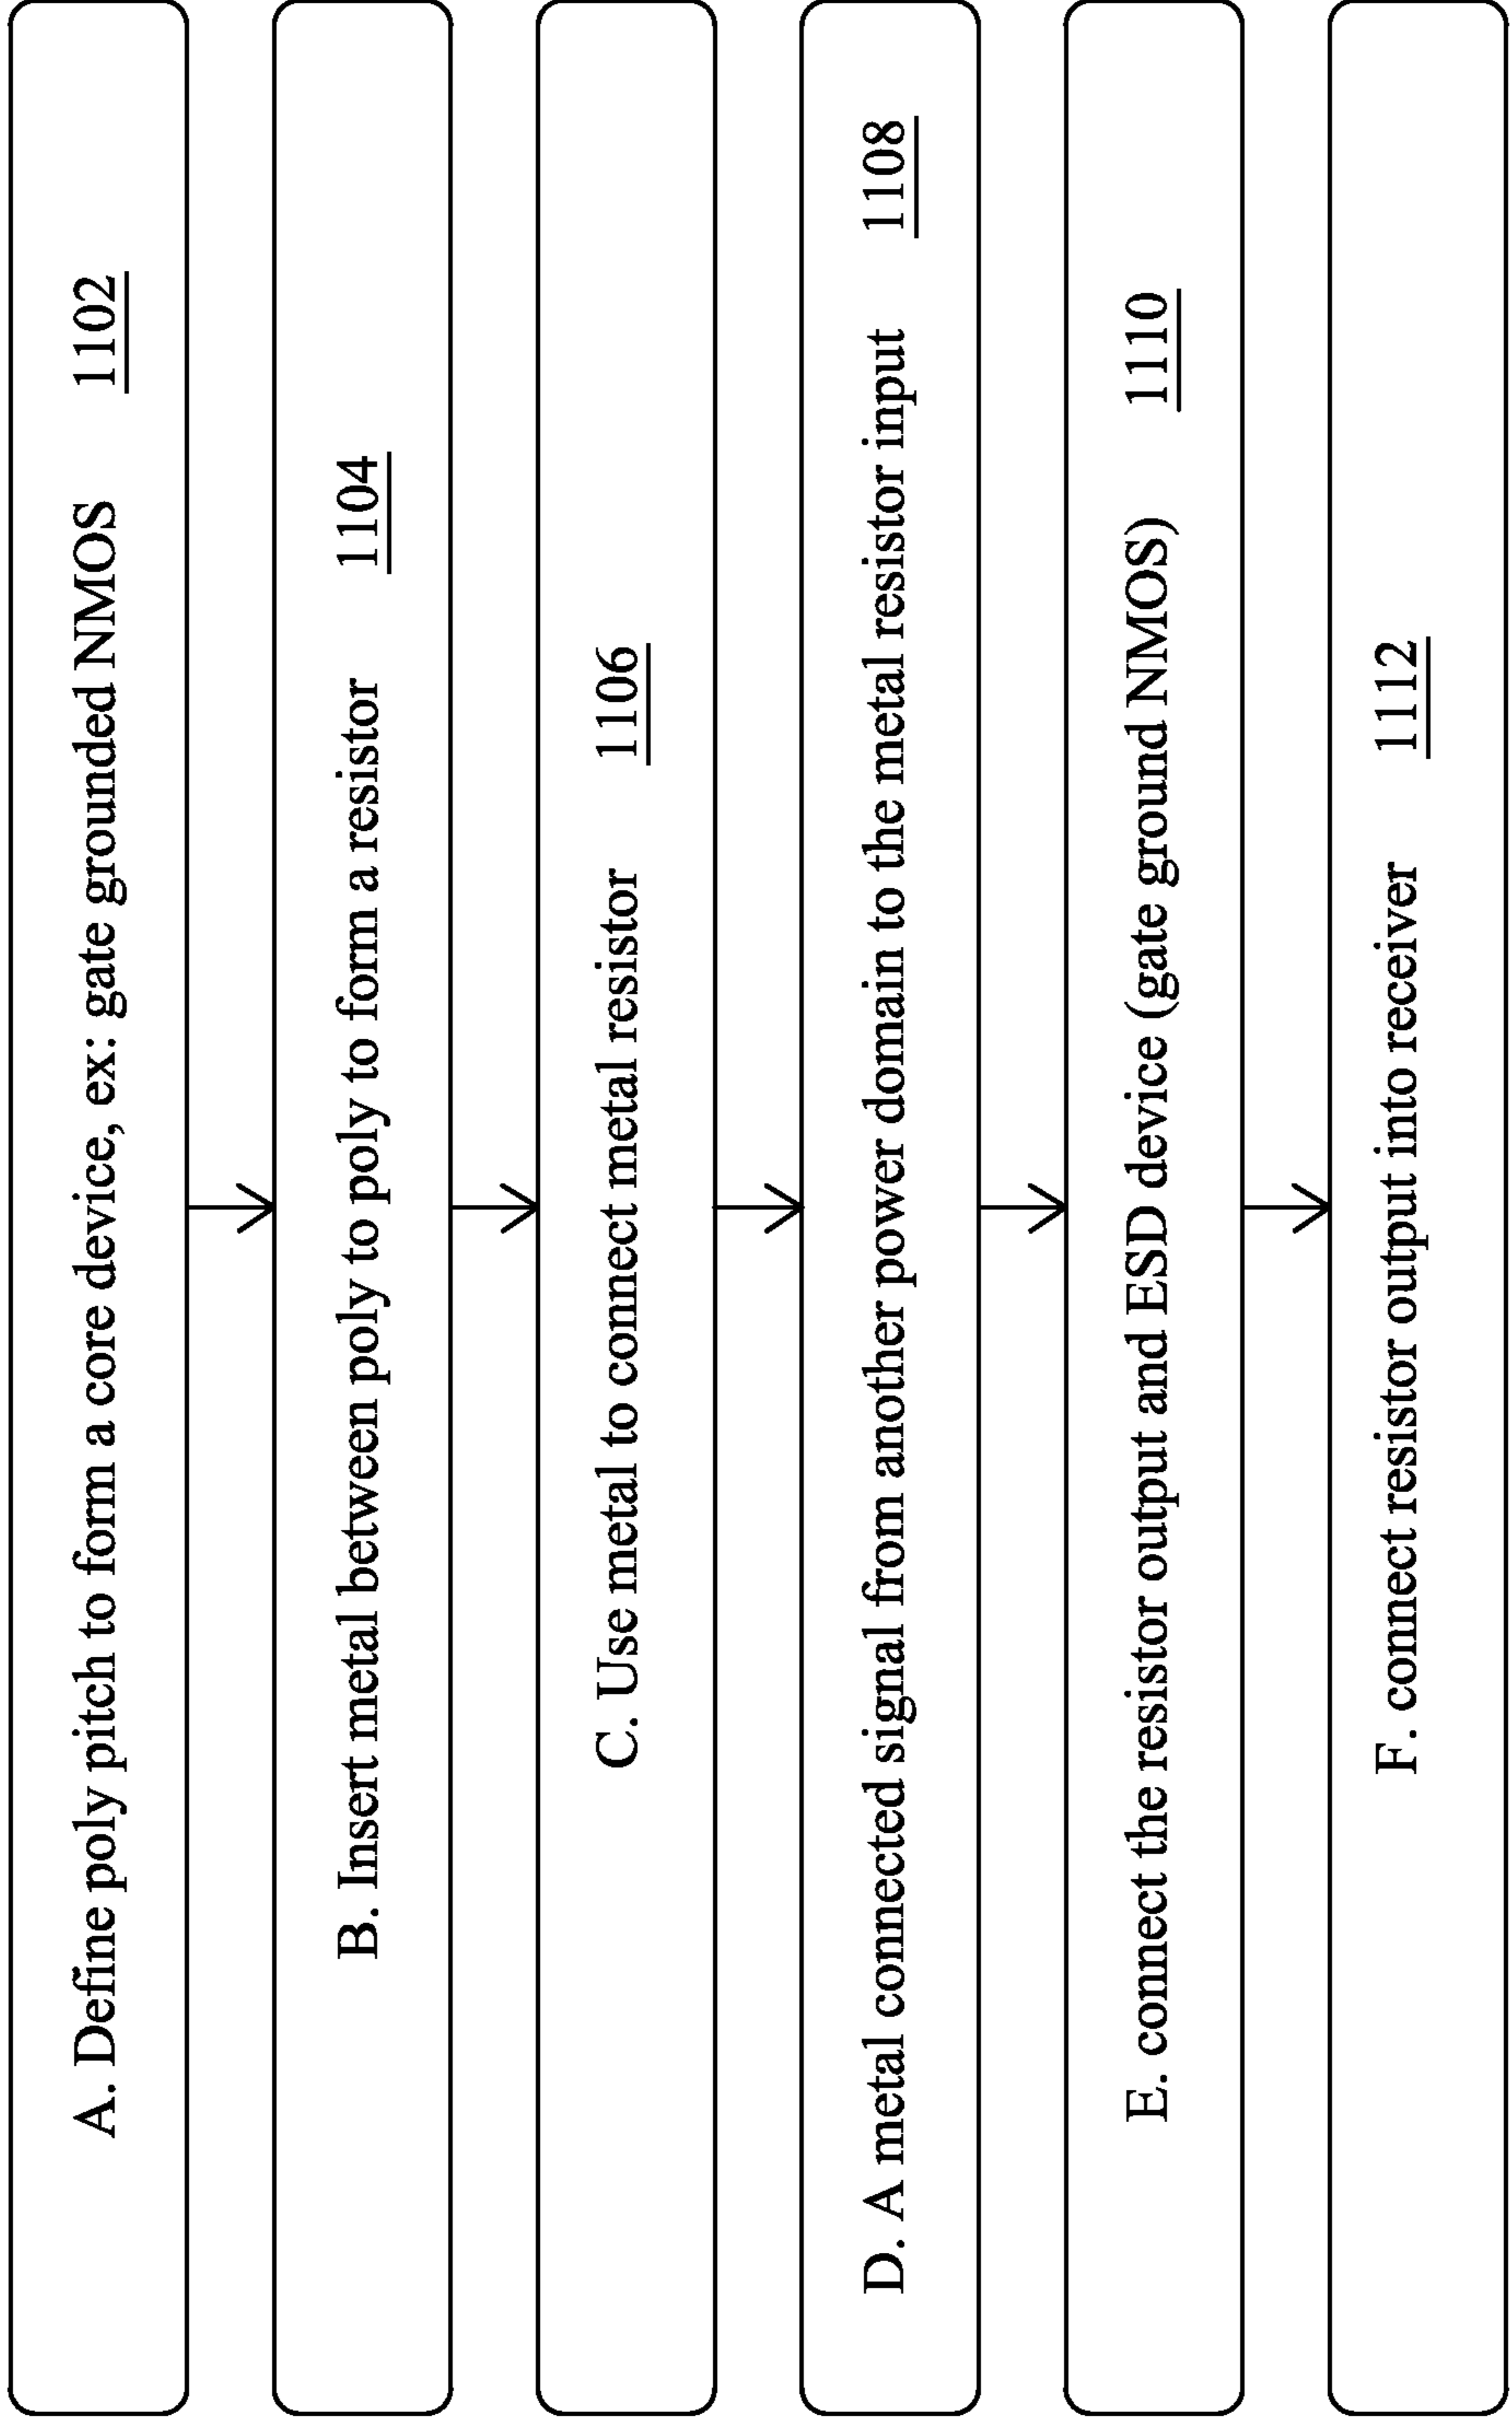 A. Define poly pitch to form a core device, ex: gate grounded NMOS 1102
B. Insert metal between poly to poly to form a resistor 1104
C. Use metal to connect metal resistor 1106
D. A metal connected signal from another power domain to the metal resistor input 1108
E. connect the resistor output and ESD device (gate ground NMOS) 1110
F. connect resistor output into receiver 1112